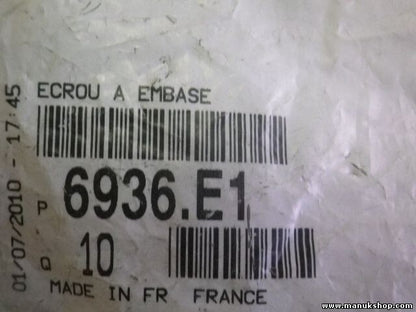 ECROU A EMBASE
P 6936.E1
Q 10
MADE IN FR FRANCE
01/07/2010 - 17:45
www.manukshop.com